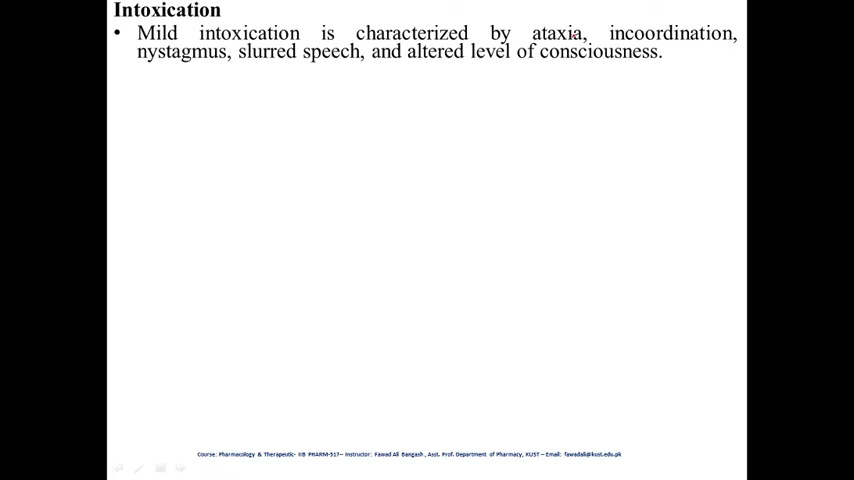 Intoxication
• Mild intoxication is characterized by ataxia, incoordination,
nystagmus, slurred speech, and altered level of consciousness.
Course: Pharmacology & Therapeutic- IIB PHARM-517-- Instructor: Fawad Ali Bangash , Asst. Prof. Department of Pharmacy, KUST – Email: fawadali@kust.edu.pk